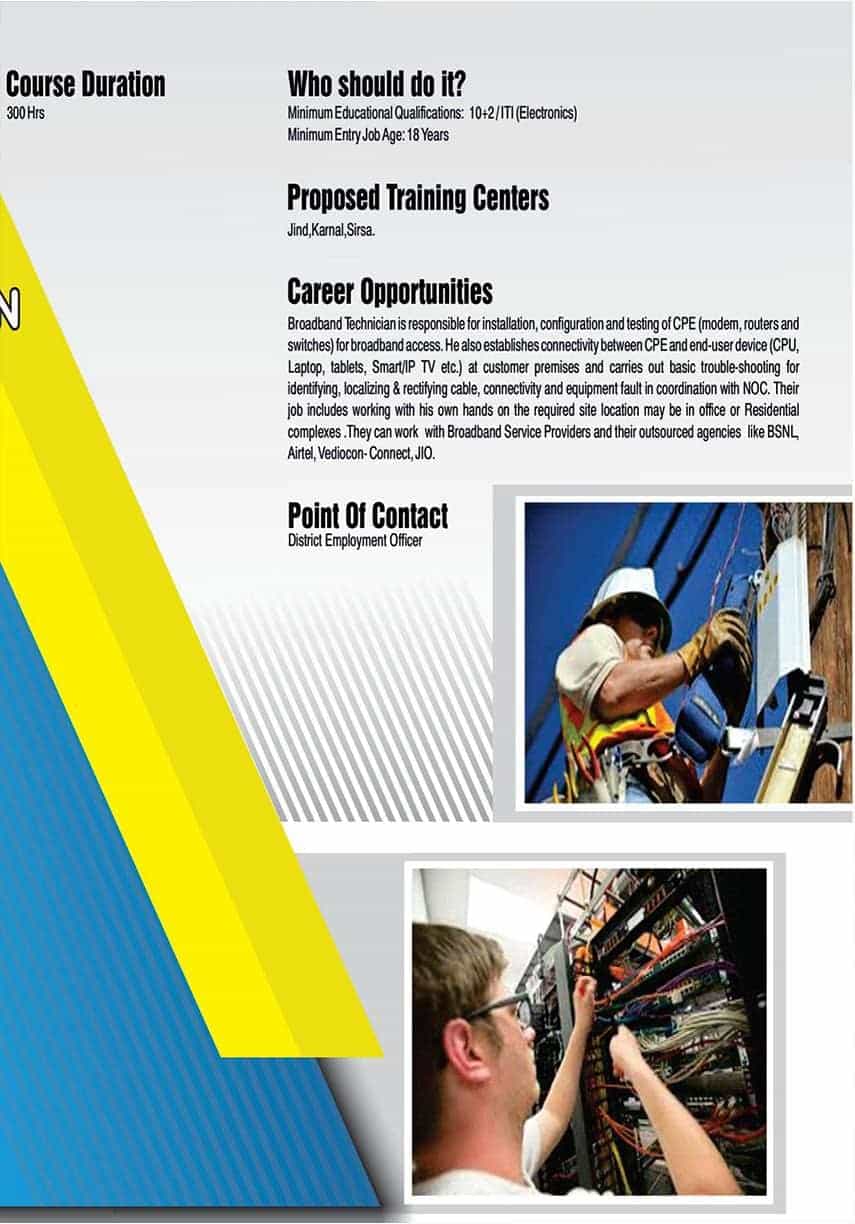 Course Duration
300 Hrs
Who should do it?
Minimum Educational Qualifications: 10+2 / ITI (Electronics)
Minimum Entry Job Age: 18 Years
Proposed Training Centers
Jind,Karnal,Sirsa.
Career Opportunities
Broadband Technician is responsible for installation, configuration and testing of CPE (modem, routers and
switches) for broadband access. He also establishes connectivity between CPE and end-user device (CPU,
Laptop, tablets, Smart/IP TV etc.) at customer premises and carries out basic trouble-shooting for
identifying, localizing & rectifying cable, connectivity and equipment fault in coordination with NOC. Their
job includes working with his own hands on the required site location may be in office or Residential
complexes .They can work with Broadband Service Providers and their outsourced agencies like BSNL,
Airtel, Vediocon- Connect, JIO.
N
Point Of Contact
District Employment Officer